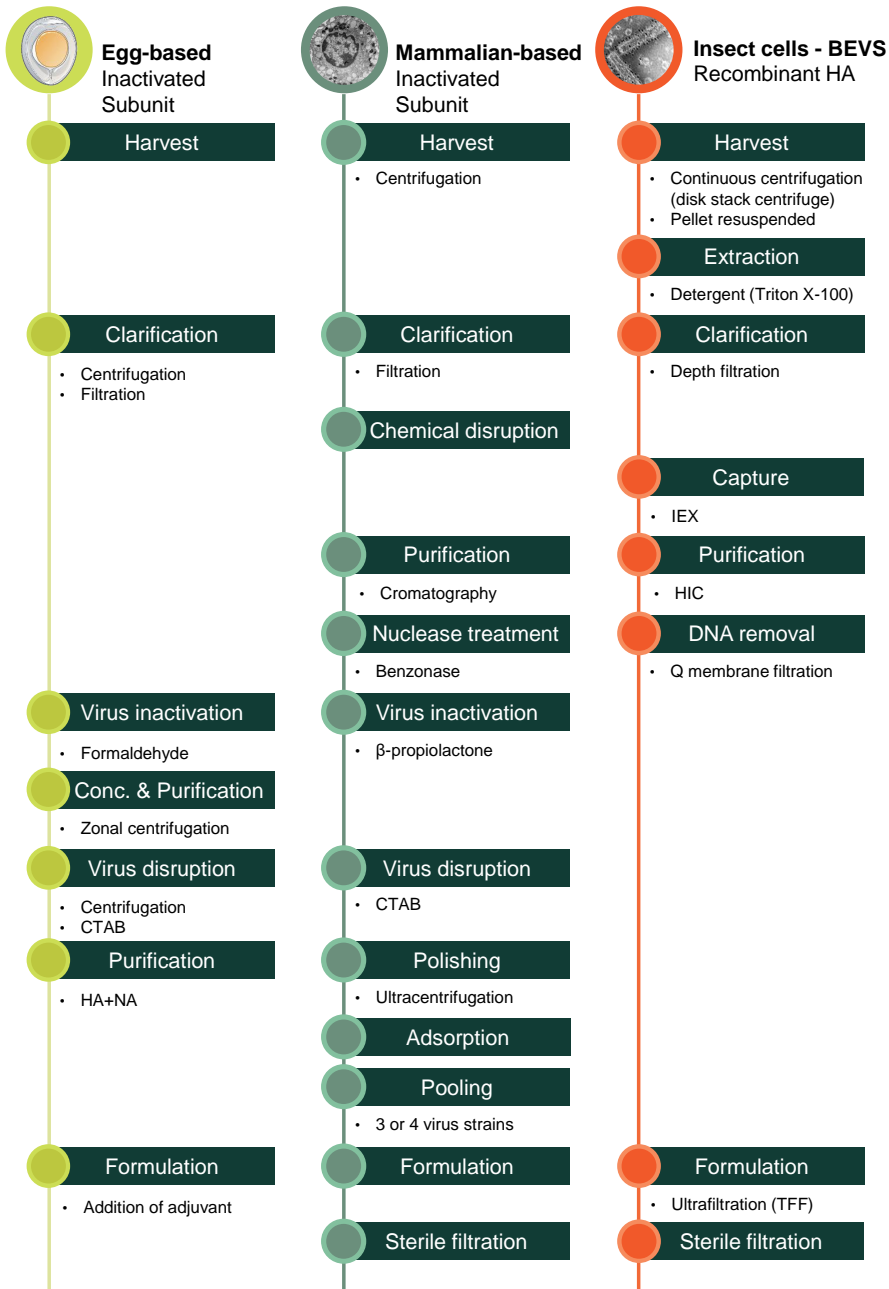 Egg-based
Inactivated
Subunit
Harvest
Clarification
• Centrifugation
• Filtration
Virus inactivation
• Formaldehyde
Conc. & Purification
• Zonal centrifugation
Virus disruption
• Centrifugation
• CTAB
Purification
• HA+NA
Formulation
• Addition of adjuvant
Mammalian-based
Inactivated
Subunit
Harvest
• Centrifugation
Clarification
• Filtration
Chemical disruption
Purification
• Cromatography
Nuclease treatment
• Benzonase
Virus inactivation
• β-propiolactone
Virus disruption
• CTAB
Polishing
• Ultracentrifugation
Adsorption
Pooling
• 3 or 4 virus strains
Formulation
Sterile filtration
Insect cells - BEVS
Recombinant HA
Harvest
• Continuous centrifugation
(disk stack centrifuge)
• Pellet resuspended
Extraction
• Detergent (Triton X-100)
Clarification
• Depth filtration
Capture
• IEX
Purification
• HIC
DNA removal
• Q membrane filtration
Formulation
• Ultrafiltration (TFF)
Sterile filtration